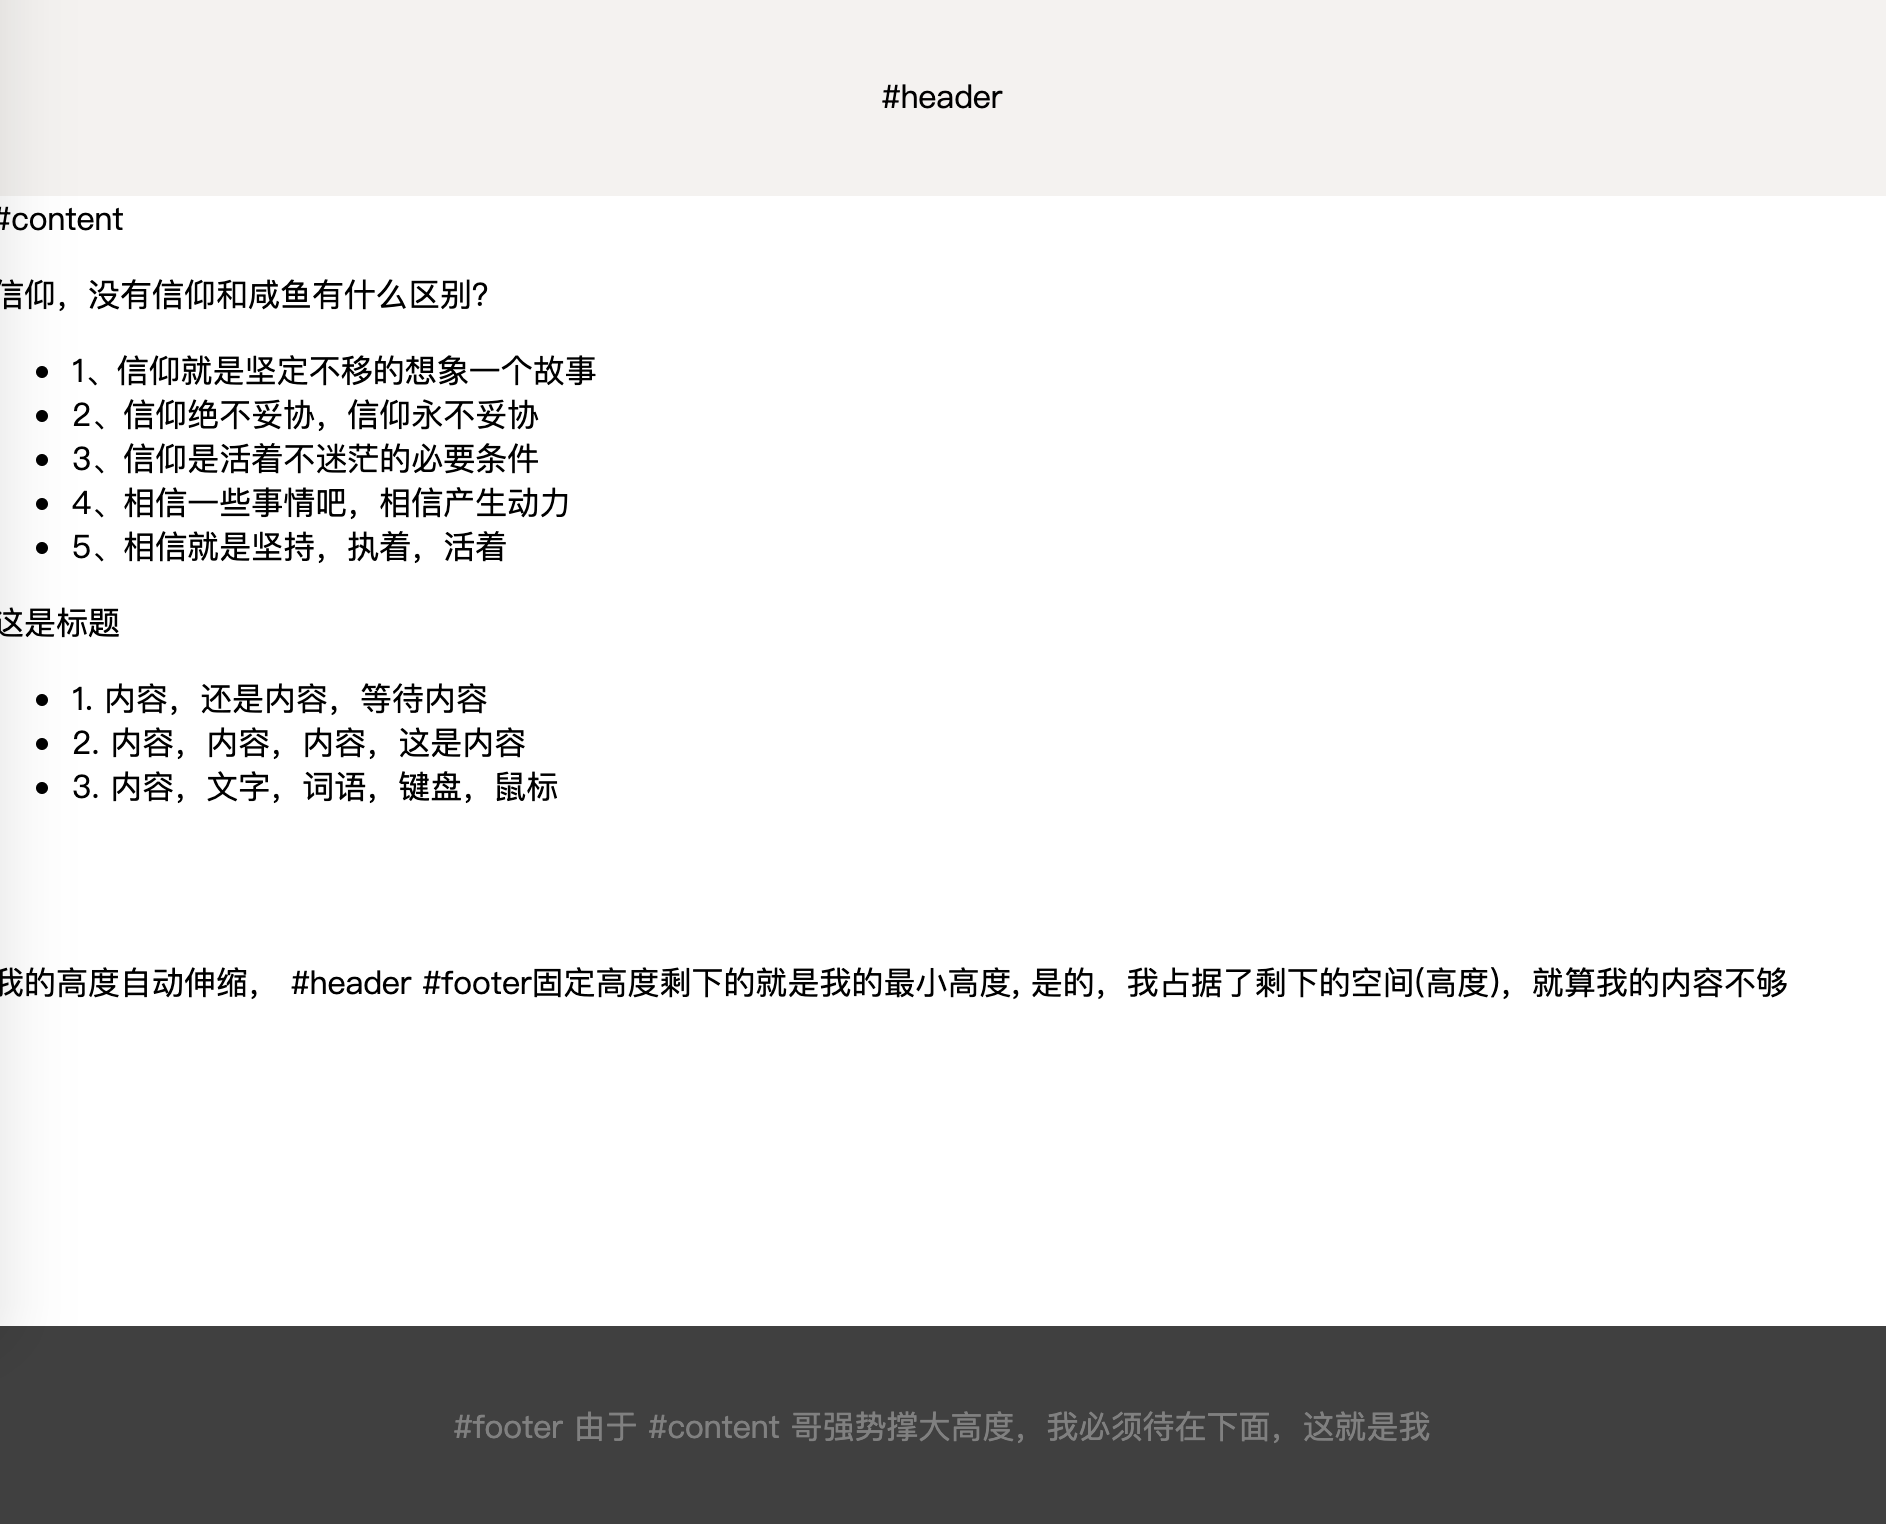 #header
#content
信仰，没有信仰和咸鱼有什么区别?
1、信仰就是坚定不移的想象一个故事
2、信仰绝不妥协，信仰永不妥协
3、信仰是活着不迷茫的必要条件
4、相信一些事情吧，相信产生动力
5、相信就是坚持，执着，活着
这是标题
1. 内容，还是内容，等待内容
2. 内容，内容，内容，这是内容
3. 内容，文字，词语，键盘，鼠标
我的高度自动伸缩， #header #footer固定高度剩下的就是我的最小高度, 是的，我占据了剩下的空间(高度)，就算我的内容不够
#footer 由于 #content 哥强势撑大高度，我必须待在下面，这就是我